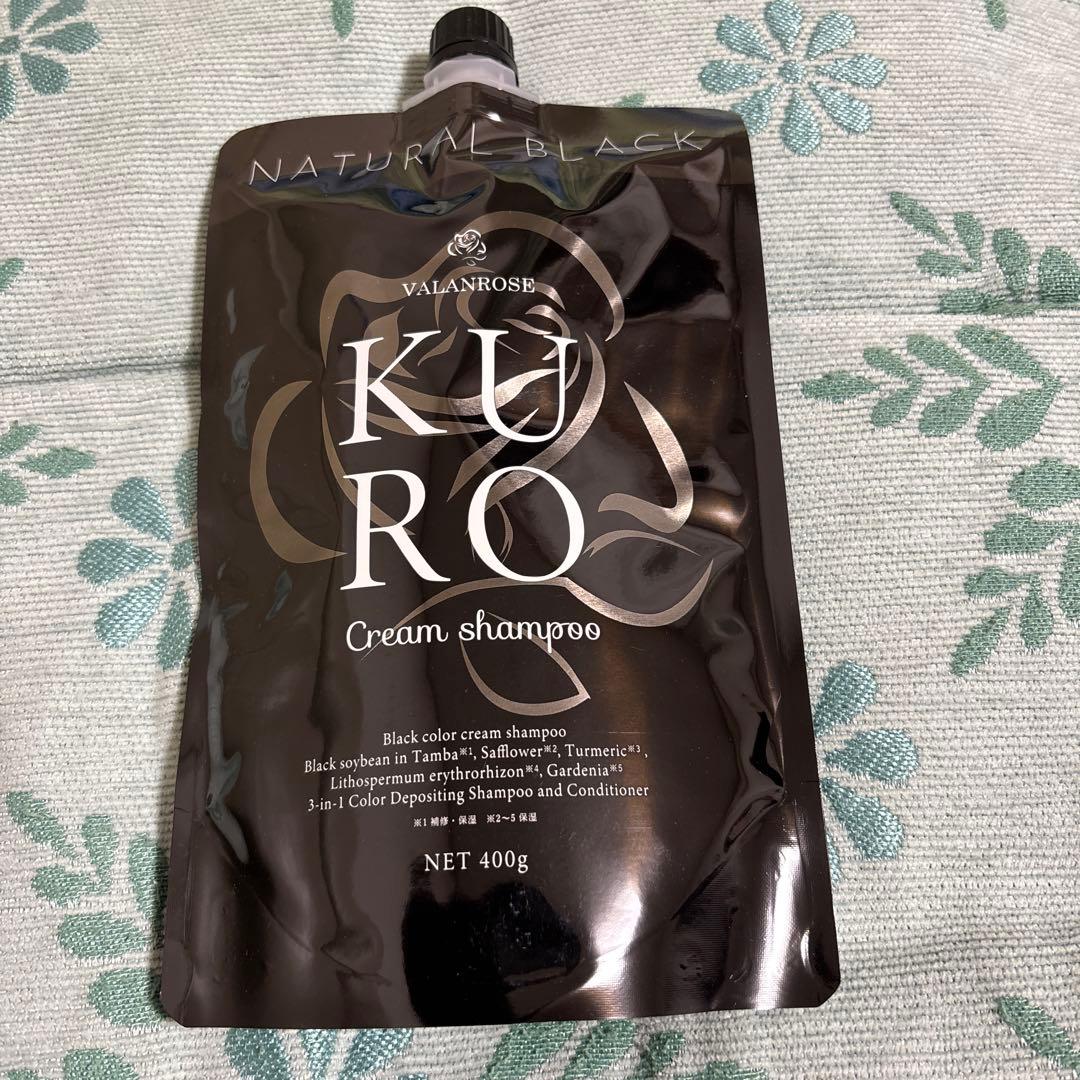 NATURAL BLACK
VALANROSE
KU
RO
Cream shampoo
Black color cream shampoo
Black soybean in Tamba※1, Safflower※2, Turmeric※3,
Lithospermum erythrorhizon※4, Gardenia※5
3-in-1 Color Depositing Shampoo and Conditioner
※1 補修・保湿 ※2〜5 保湿
NET 400g